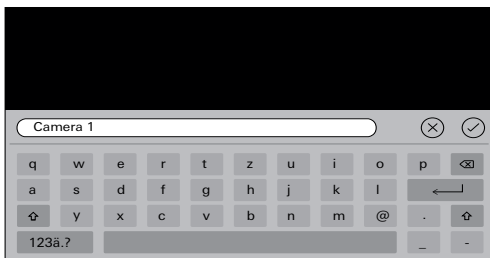 Camera 1
q w e r t z u i o p
a s d f g h j k l
y x c v b n m @ .
123ä.? _ -